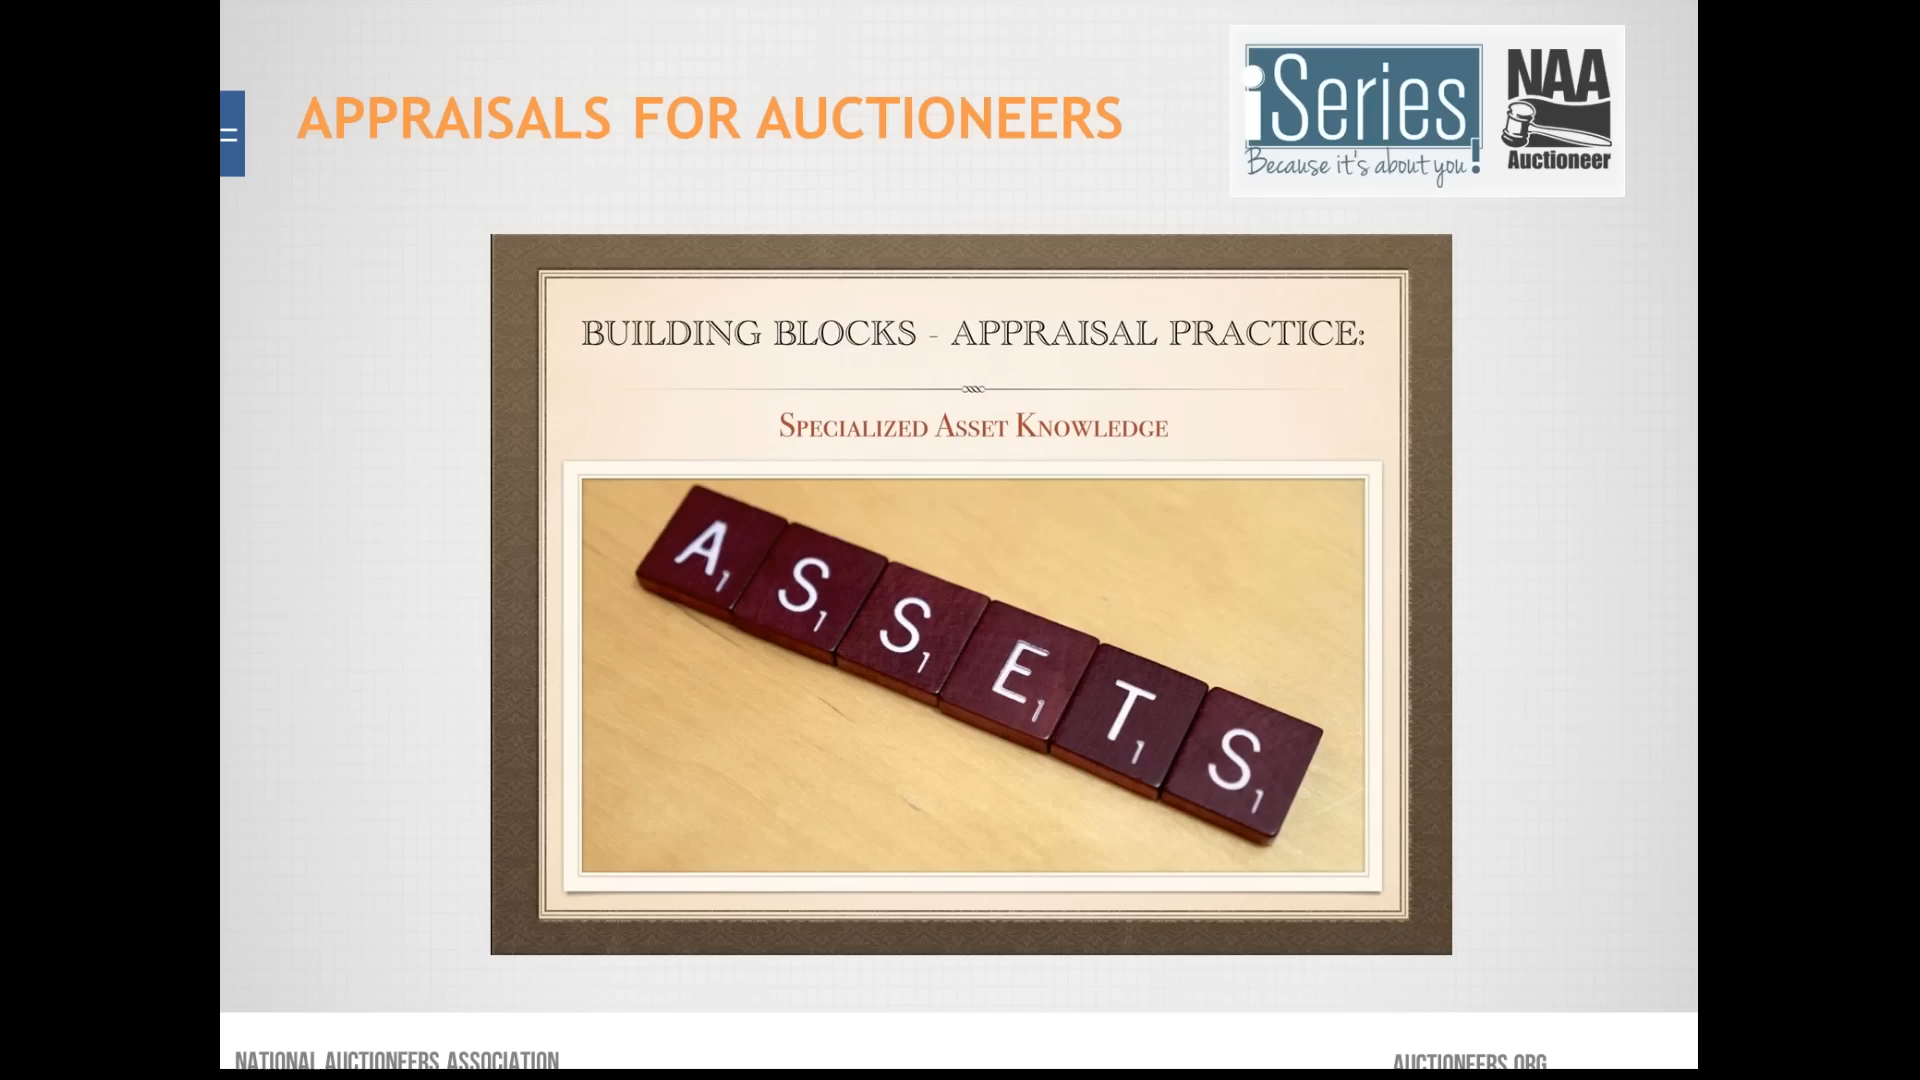 APPRAISALS FOR AUCTIONEERS
iSeries
Because it's about you!
NAA
Auctioneer
BUILDING BLOCKS - APPRAISAL PRACTICE:
SPECIALIZED ASSET KNOWLEDGE
A1 S1 S1 E1 T1 S1
NATIONAL AUCTIONEERS ASSOCIATION
AUCTIONEERS.ORG